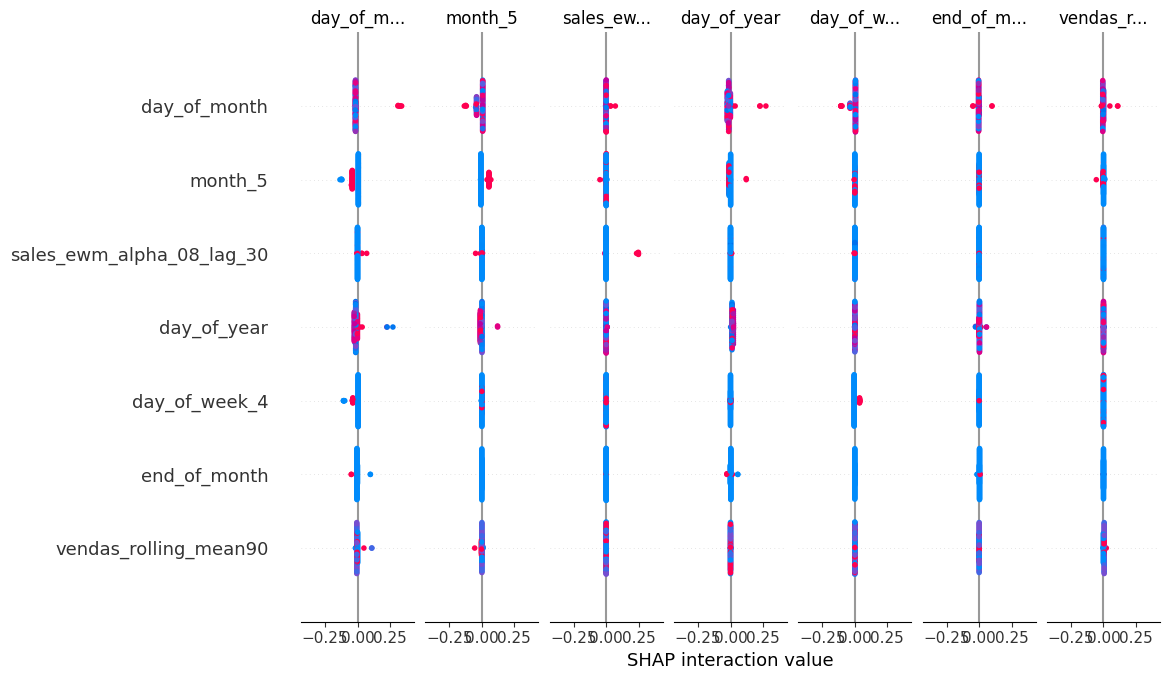 day_of_m... month_5 sales_ew... day_of_year day_of_w... end_of_m... vendas_r...
day_of_month
month_5
sales_ewm_alpha_08_lag_30
day_of_year
day_of_week_4
end_of_month
vendas_rolling_mean90
−0.25 0.00 0.25 −0.25 0.00 0.25 −0.25 0.00 0.25 −0.25 0.00 0.25 −0.25 0.00 0.25 −0.25 0.00 0.25 −0.25 0.00 0.25
SHAP interaction value